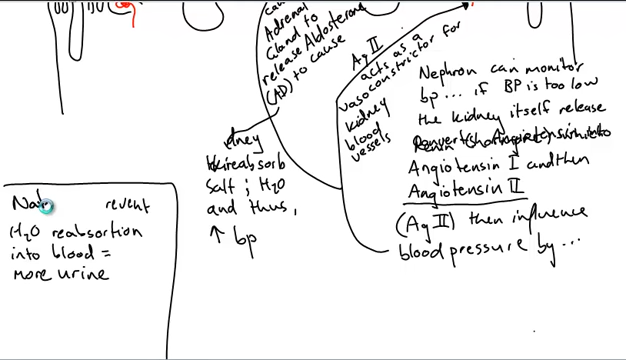 Adrenal
Gland to
release Aldosterone
(AD) to cause
kidney
reabsorb
salt ; H2O
and thus,
↑ bp
Ag II
acts as a
vasoconstrictor for
kidney
blood
vessels
Nephron can monitor
bp ... if BP is too low
the kidney itself release
Angiotensin I and then
Angiotensin II
(Ag II) then influence
blood pressure by ...
revent
H2O reabsortion
into blood =
more urine